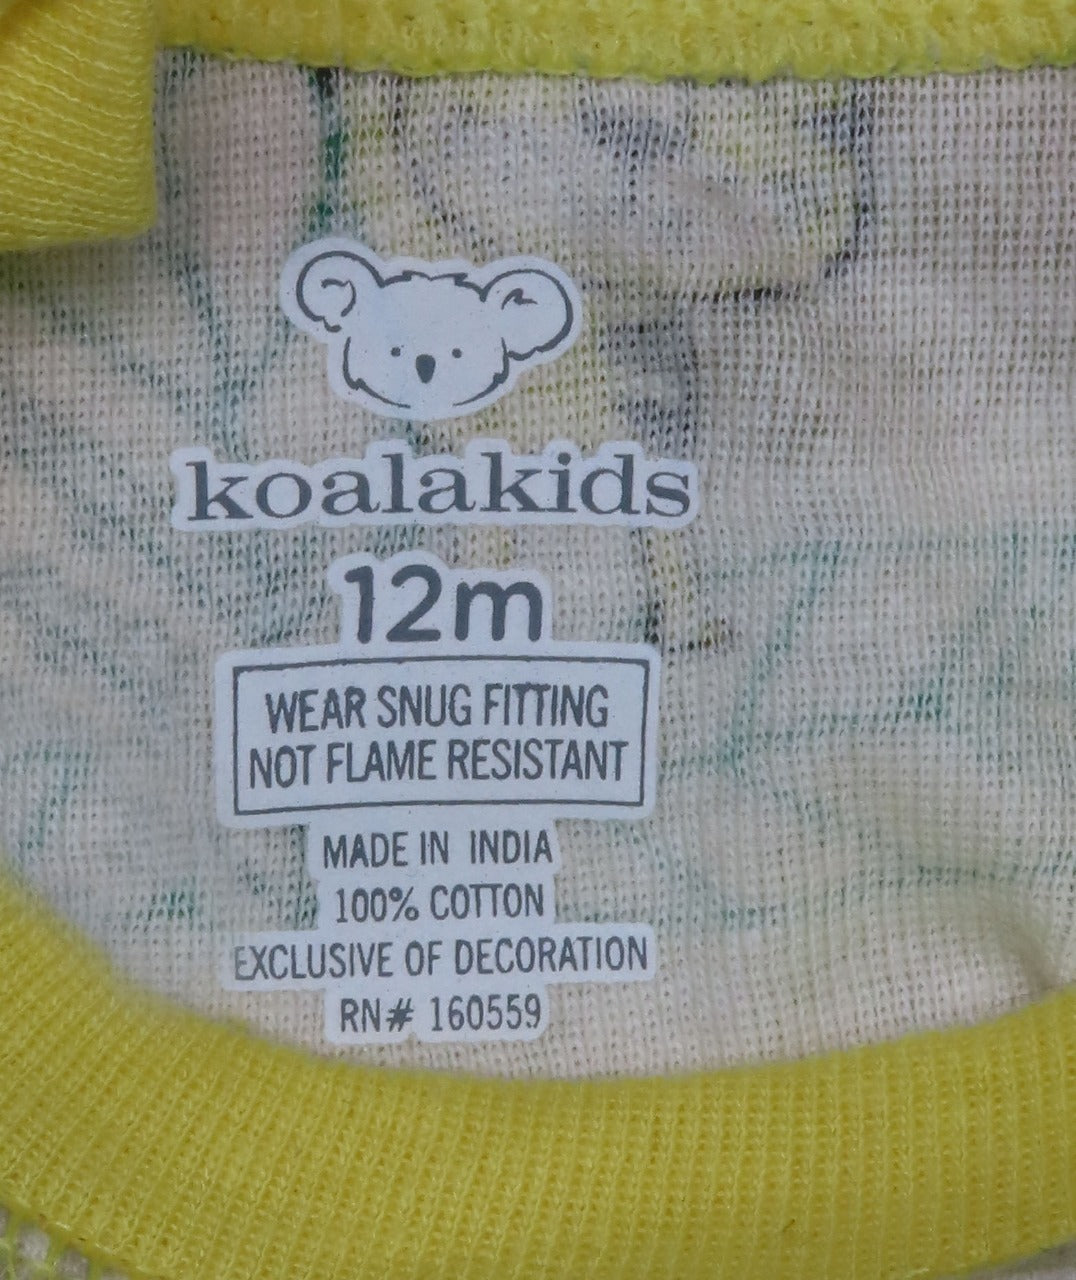 koalakids
12m
WEAR SNUG FITTING
NOT FLAME RESISTANT
MADE IN INDIA
100% COTTON
EXCLUSIVE OF DECORATION
RN# 160559